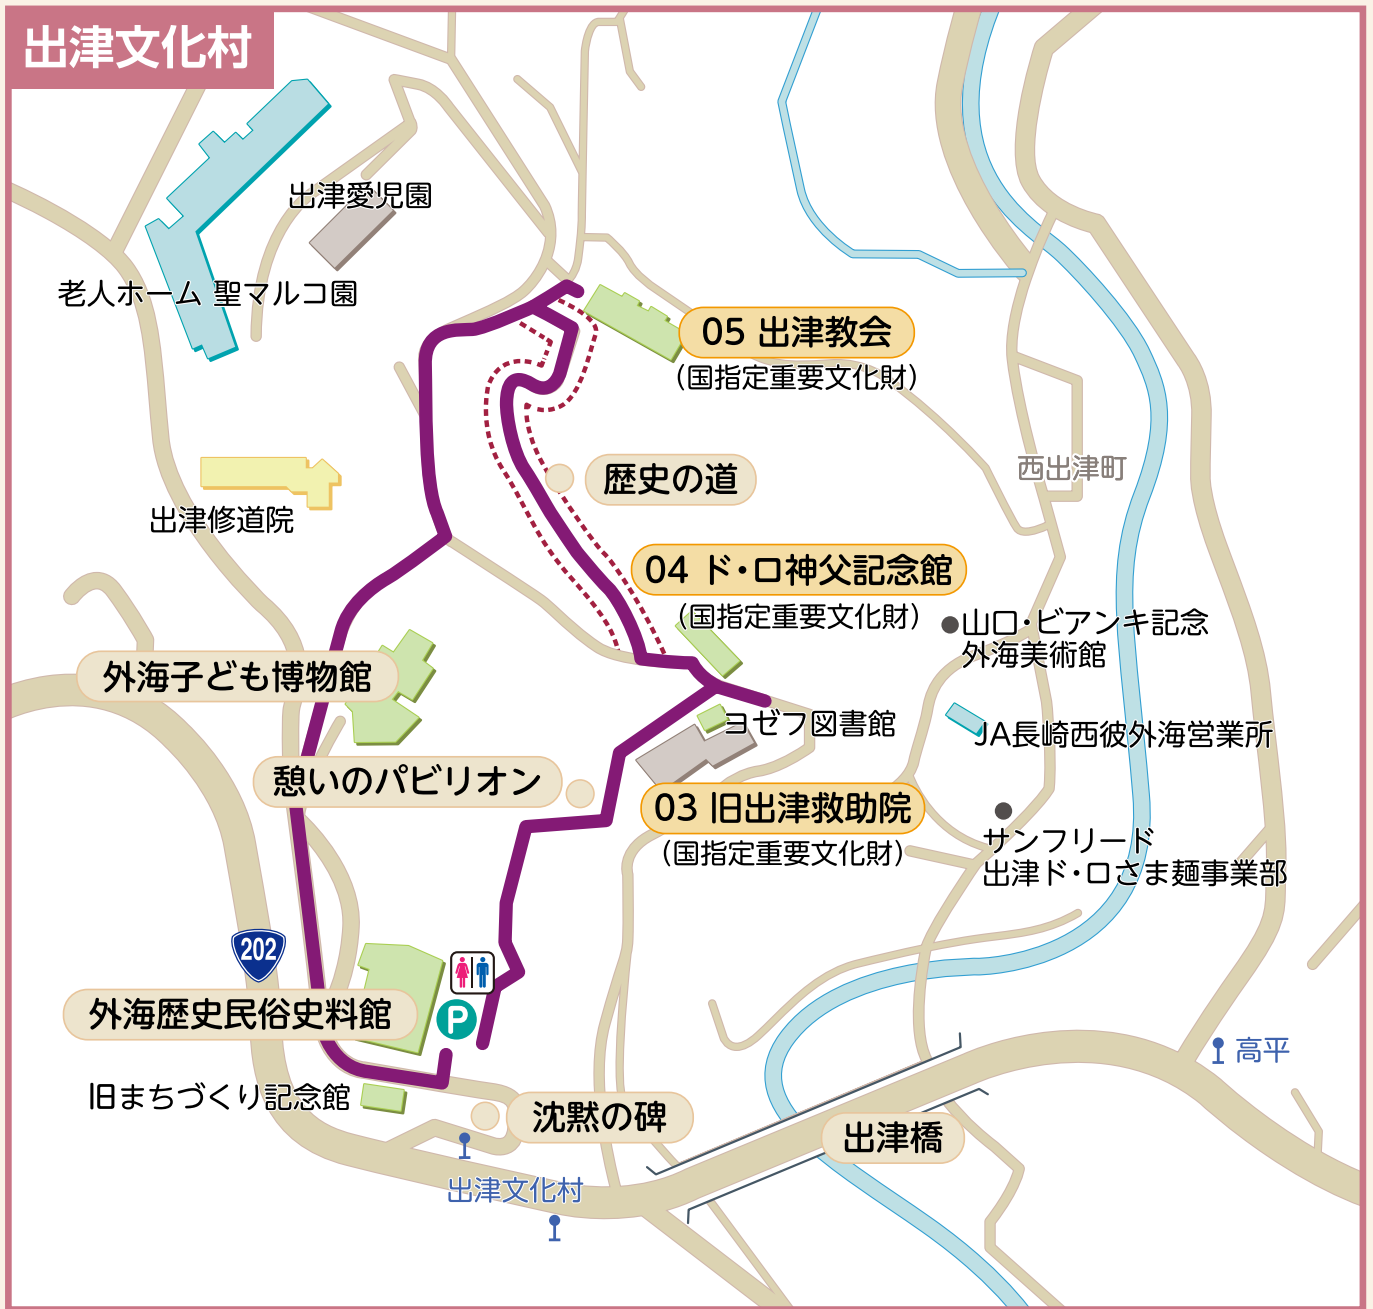 出津文化村
出津愛児園
老人ホーム 聖マルコ園
05 出津教会
(国指定重要文化財)
歴史の道
西出津町
出津修道院
04 ド・ロ神父記念館
(国指定重要文化財)
山口・ビアンキ記念
外海美術館
外海子ども博物館
ヨゼフ図書館
JA長崎西彼外海営業所
憩いのパビリオン
03 旧出津救助院
(国指定重要文化財)
サンフリード
出津ド・ロさま麺事業部
202
外海歴史民俗史料館
P
高平
旧まちづくり記念館
沈黙の碑
出津橋
出津文化村